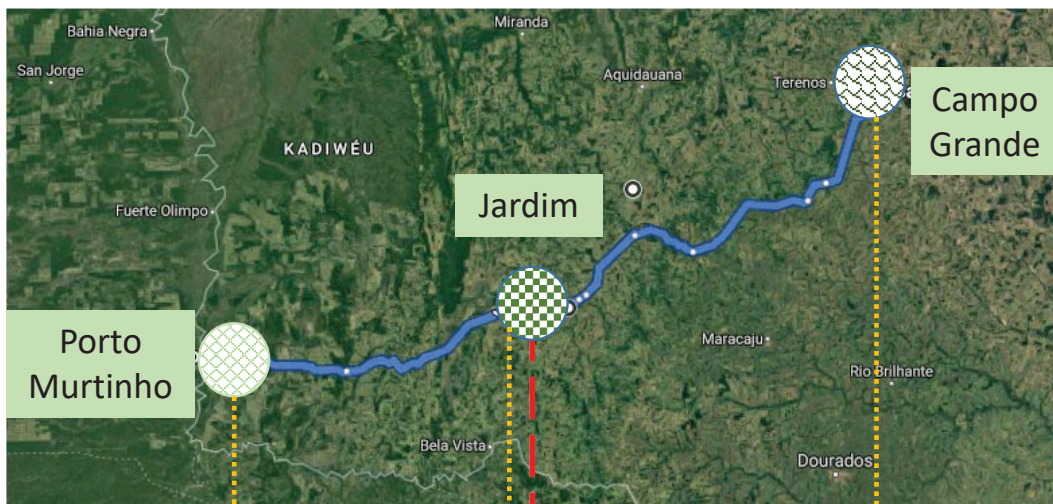 Miranda
Bahia Negra
San Jorge
Aquidauana
Terenos
Campo
Grande
KADIWÉU
Jardim
Fuerte Olimpo
Porto
Murtinho
Maracaju
Rio Brilhante
Bela Vista
Dourados